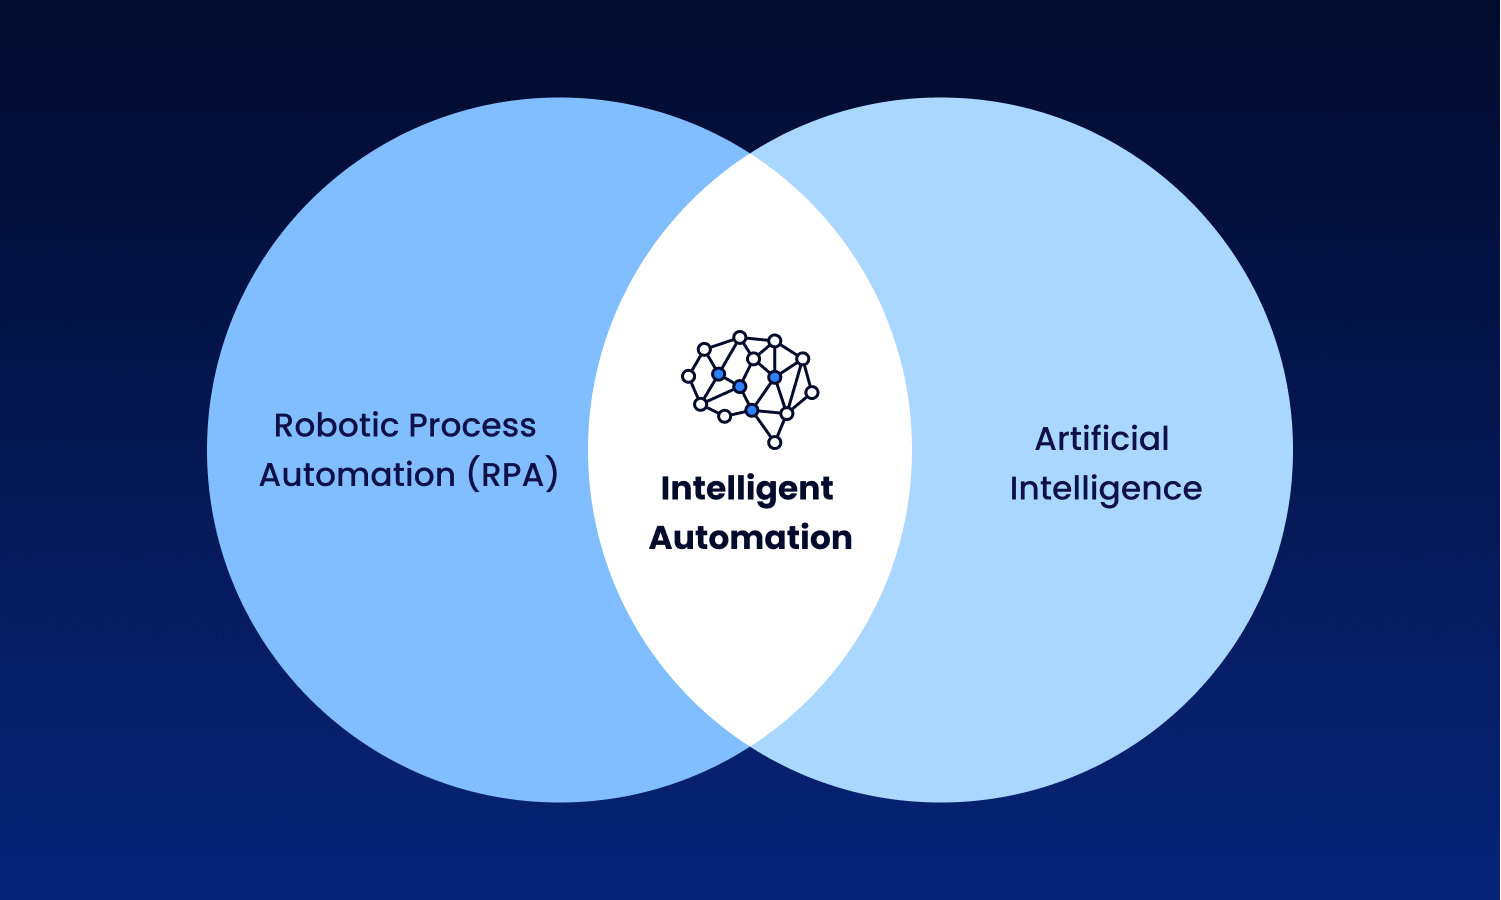 Robotic Process
Automation (RPA)
Intelligent
Automation
Artificial
Intelligence